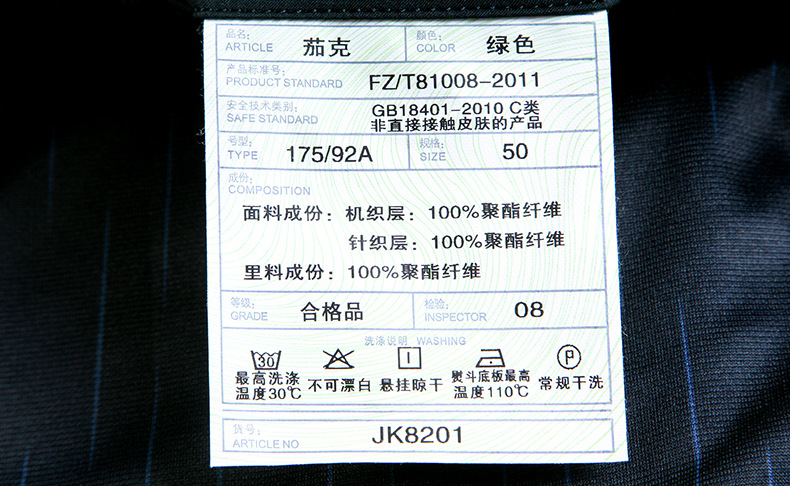 品名: 茄克 颜色: 绿色
ARTICLE COLOR
产品标准号:
PRODUCT STANDARD FZ/T81008-2011
安全技术类别: GB18401-2010 C类
SAFE STANDARD 非直接接触皮肤的产品
号型: 175/92A 规格: 50
TYPE SIZE
成份:
COMPOSITION
面料成份: 机织层: 100%聚酯纤维
针织层: 100%聚酯纤维
里料成份: 100%聚酯纤维
等级: 合格品 检验: 08
GRADE INSPECTOR
洗涤说明 WASHING
30 P
最高洗涤 不可漂白 悬挂晾干 熨斗底板最高 常规干洗
温度30℃ 温度110℃
货号: JK8201
ARTICLE NO